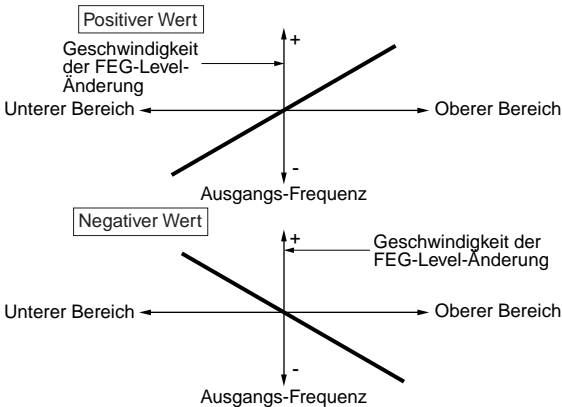 Positiver Wert
Geschwindigkeit
der FEG-Level-
Änderung
+
Unterer Bereich
Oberer Bereich
-
Ausgangs-Frequenz
Negativer Wert
+
Geschwindigkeit der
FEG-Level-Änderung
Unterer Bereich
Oberer Bereich
-
Ausgangs-Frequenz